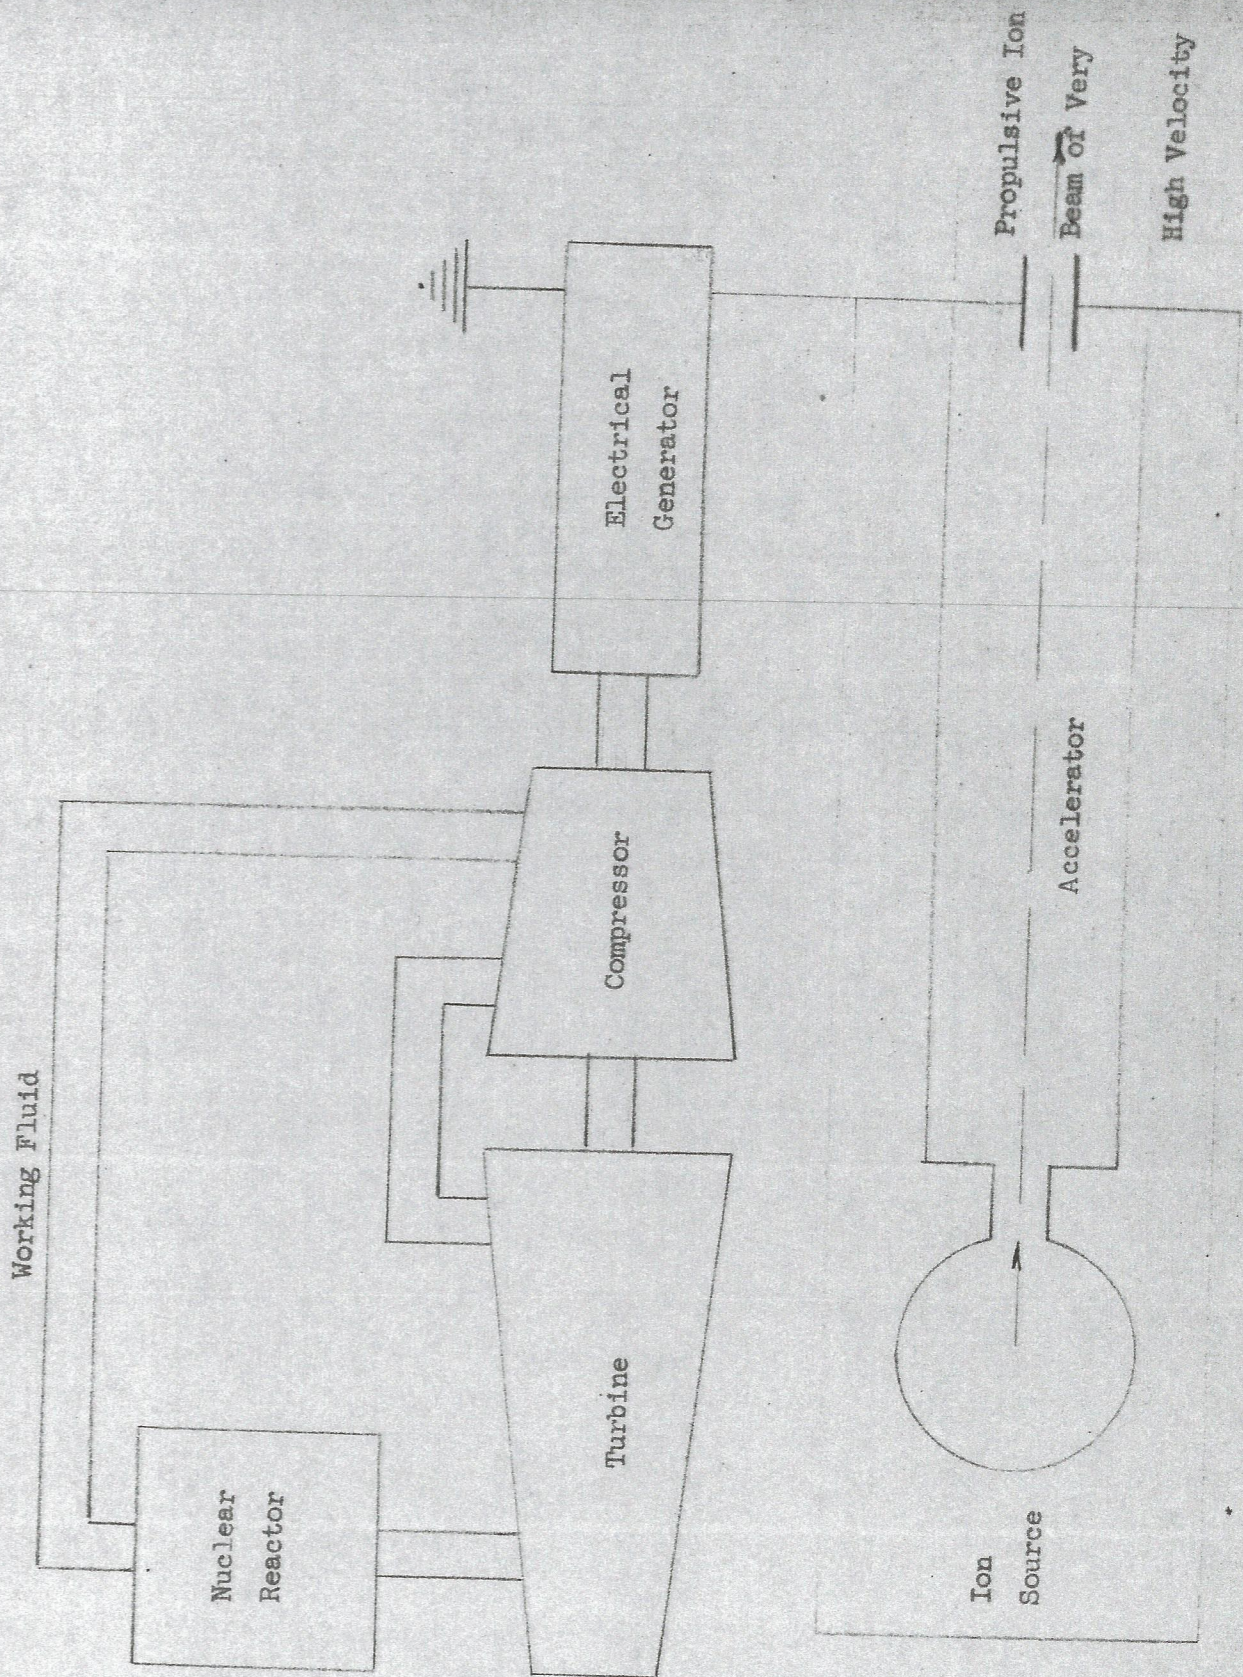 Working Fluid
Nuclear
Reactor
Turbine
Compressor
Electrical
Generator
Ion
Source
Accelerator
Propulsive Ion
Beam of Very
High Velocity